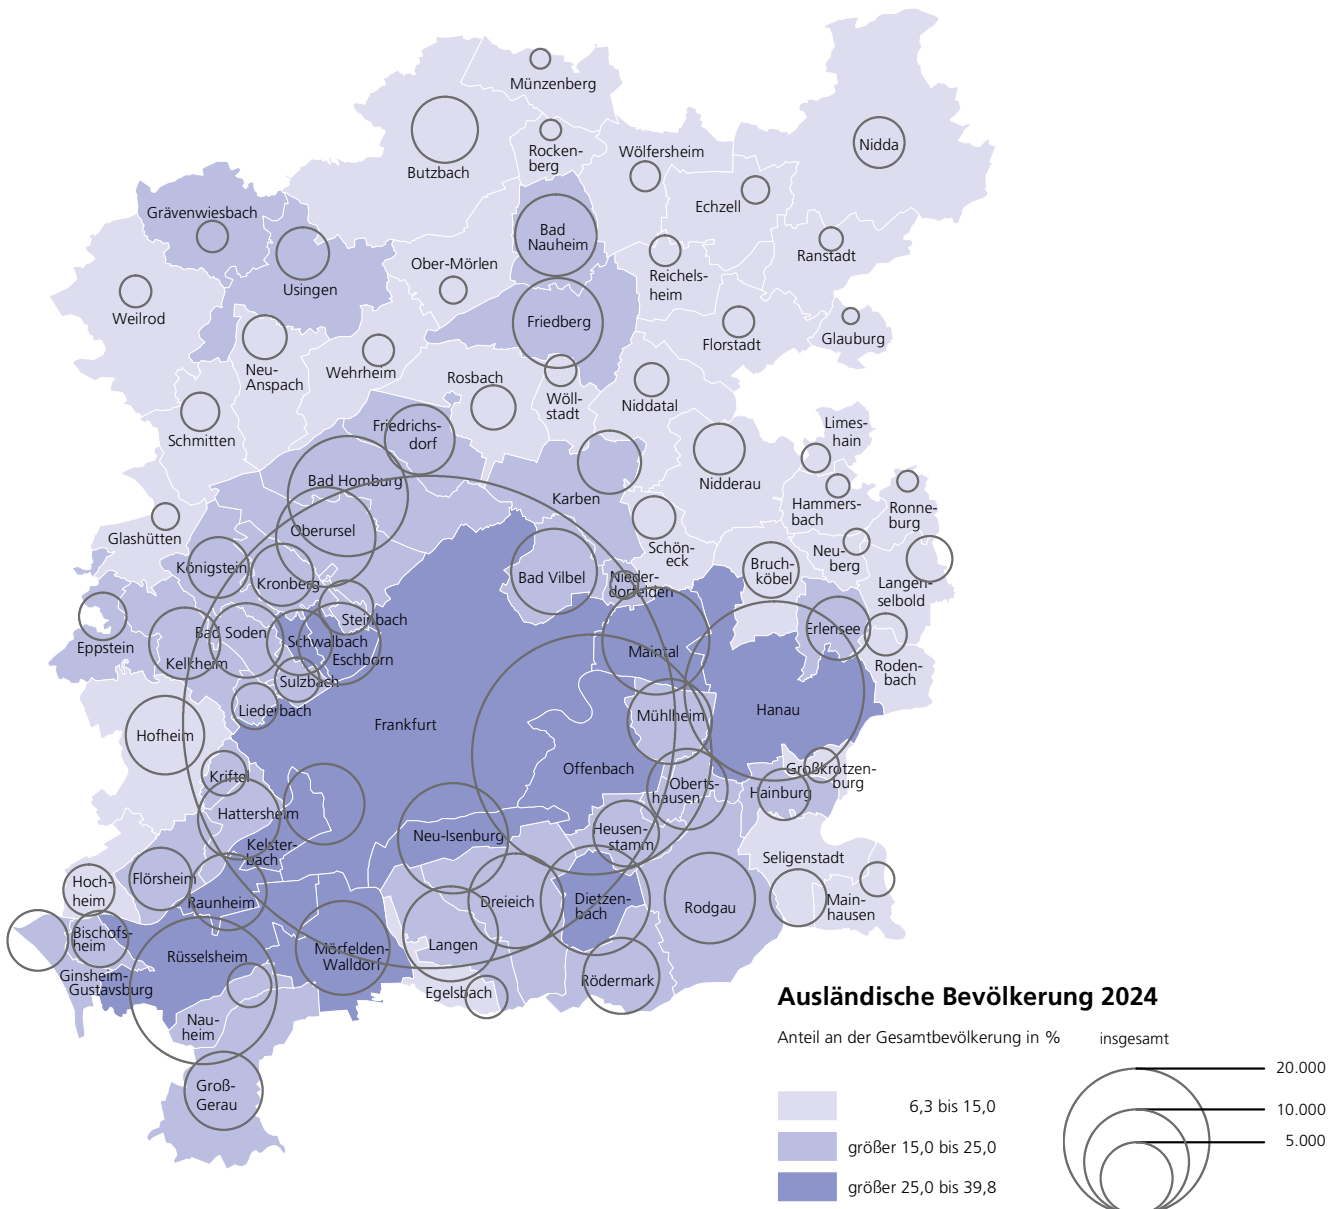 Münzenberg
Nidda
Rocken-
berg
Wölfersheim
Butzbach
Echzell
Grävenwiesbach
Bad
Nauheim
Ober-Mörlen
Ranstadt
Reichels-
heim
Usingen
Weilrod
Friedberg
Florstadt
Glauburg
Neu-
Anspach
Wehrheim
Rosbach
Wöll-
stadt
Niddatal
Schmitten
Friedrichs-
dorf
Limes-
hain
Bad Homburg
Karben
Nidderau
Hammers-
bach
Ronne-
burg
Glashütten
Oberursel
Schön-
eck
Neu-
berg
Königstein
Kronberg
Bad Vilbel
Nieder-
dorfelden
Bruch-
köbel
Langen-
selbold
Steinbach
Eppstein
Bad Soden
Schwalbach
Eschborn
Kelkheim
Sulzbach
Maintal
Erlensee
Roden-
bach
Liederbach
Frankfurt
Mühlheim
Hanau
Hofheim
Kriftel
Offenbach
Oberts-
hausen
Großkrotzen-
burg
Hainburg
Hattersheim
Kelster-
bach
Neu-Isenburg
Heusen-
stamm
Seligenstadt
Hoch-
heim
Flörsheim
Raunheim
Dreieich
Dietzen-
bach
Rodgau
Main-
hausen
Bischofs-
heim
Rüsselsheim
Mörfelden-
Walldorf
Langen
Ginsheim-
Gustavsburg
Egelsbach
Rödermark
Nau-
heim
Groß-
Gerau
Ausländische Bevölkerung 2024
Anteil an der Gesamtbevölkerung in %
insgesamt
20.000
10.000
5.000
6,3 bis 15,0
größer 15,0 bis 25,0
größer 25,0 bis 39,8